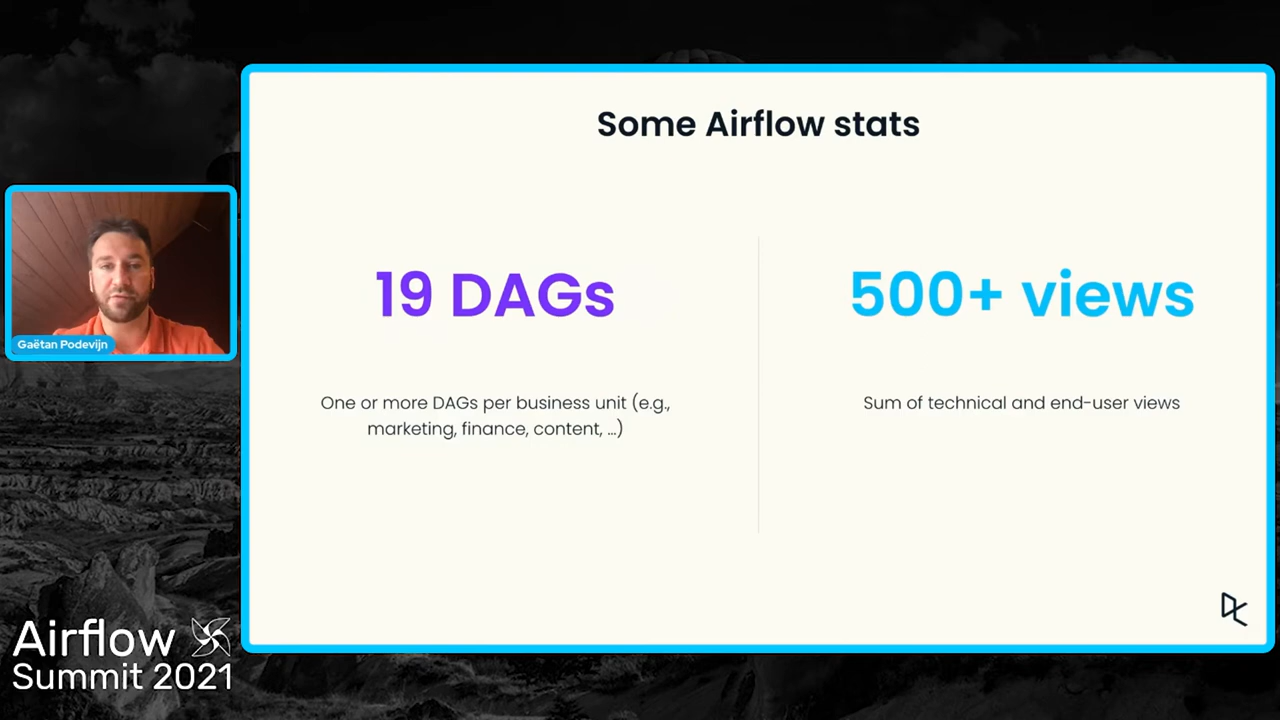 Some Airflow stats
19 DAGs
One or more DAGs per business unit (e.g.,
marketing, finance, content, ...)
500+ views
Sum of technical and end-user views
Gaëtan Podevijn
Airflow
Summit 2021